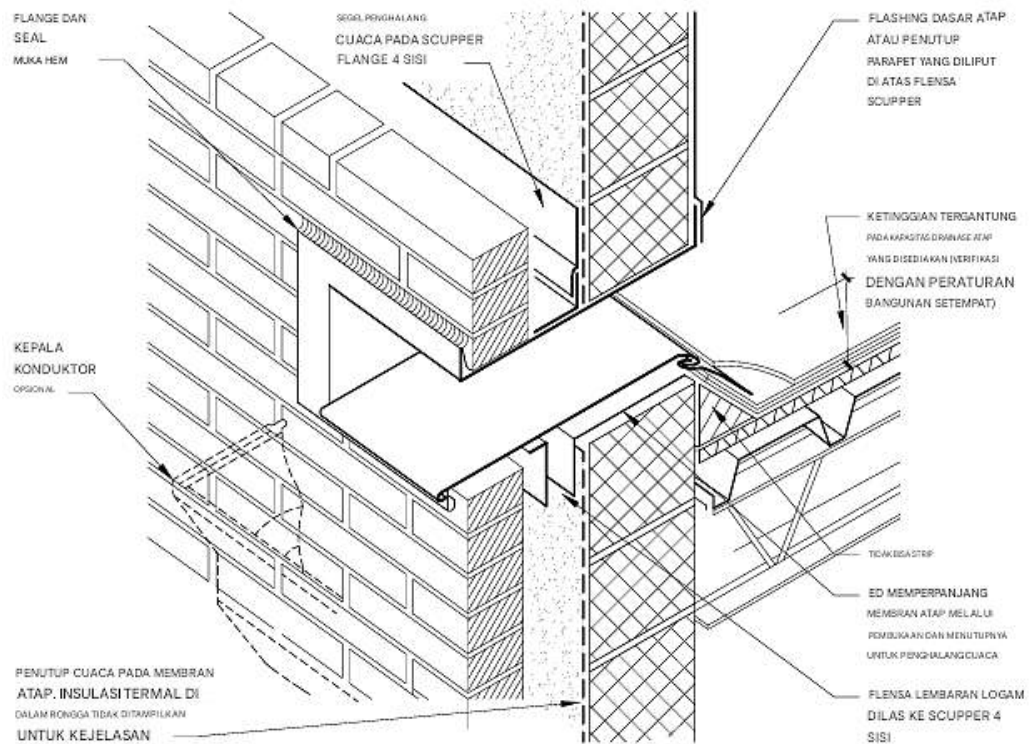 FLANGE DAN
SEAL
MUKA HEM
SEGEL PENGHALANG
CUACA PADA SCUPPER
FLANGE 4 SISI
FLASHING DASAR ATAP
ATAU PENUTUP
PARAPET YANG DILIPUT
DI ATAS FLENSA
SCUPPER
KETINGGIAN TERGANTUNG
PADA KAPASITAS DRAINASE ATAP
YANG DISEDIAKAN (VERIFIKASI
DENGAN PERATURAN
BANGUNAN SETEMPAT)
KEPALA
KONDUKTOR
OPSIONAL
TIDAK BISA STRIP
ED MEMPERPANJANG
MEMBRAN ATAP MELALUI
PEMBUKAAN DAN MENUTUPNYA
UNTUK PENGHALANG CUACA
PENUTUP CUACA PADA MEMBRAN
ATAP. INSULASI TERMAL DI
DALAM RONGGA TIDAK DITAMPILKAN
UNTUK KEJELASAN
FLENSA LEMBARAN LOGAM
DILAS KE SCUPPER 4
SISI